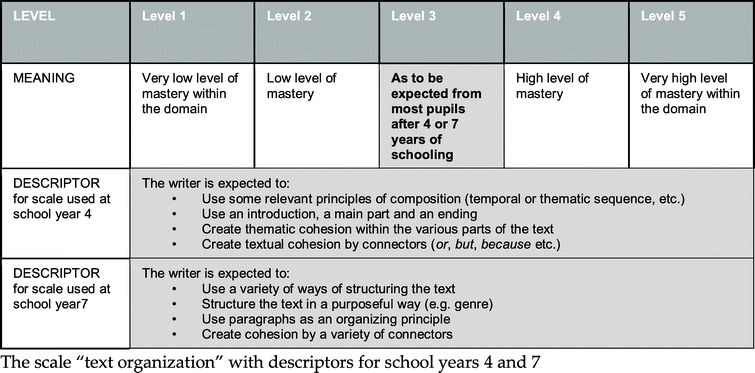 LEVEL Level 1 Level 2 Level 3 Level 4 Level 5
MEANING
Very low level of
mastery within
the domain
Low level of
mastery
As to be
expected from
most pupils
after 4 or 7
years of
schooling
High level of
mastery
Very high level
of mastery within
the domain
DESCRIPTOR
for scale used at
school year 4
The writer is expected to:
• Use some relevant principles of composition (temporal or thematic sequence, etc.)
• Use an introduction, a main part and an ending
• Create thematic cohesion within the various parts of the text
• Create textual cohesion by connectors (or, but, because etc.)
DESCRIPTOR
for scale used at
school year7
The writer is expected to:
• Use a variety of ways of structuring the text
• Structure the text in a purposeful way (e.g. genre)
• Use paragraphs as an organizing principle
• Create cohesion by a variety of connectors
The scale “text organization” with descriptors for school years 4 and 7